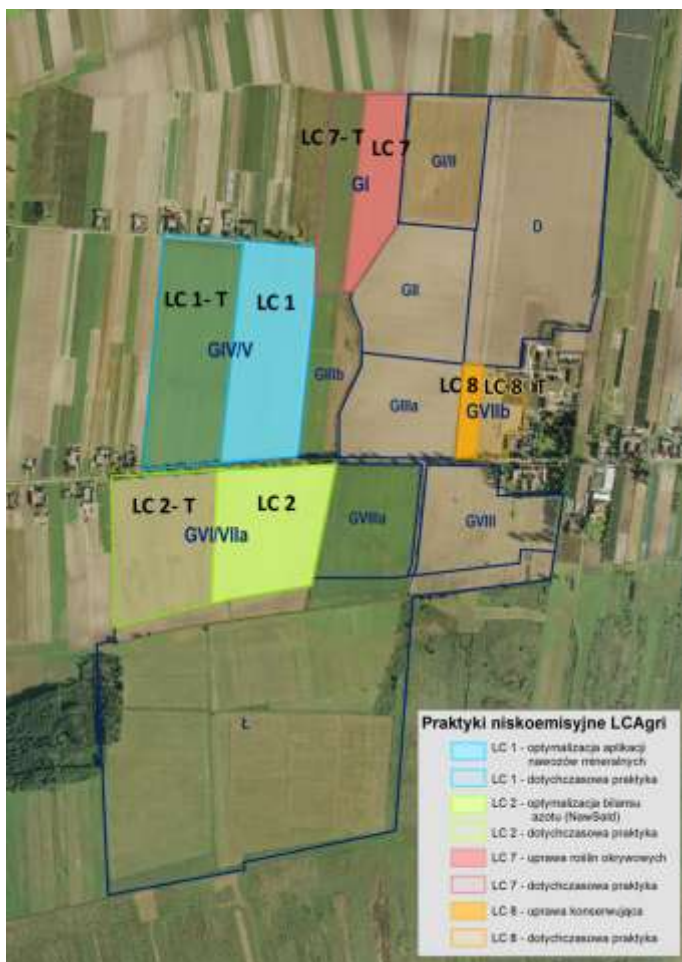 LC 7- T
LC 7
GI
GI/II
D
LC 1- T
LC 1
GIV/V
GII
GIIIb
GIIIa
LC 8
LC 8 T
GVIIb
LC 2- T
LC 2
GVI/VIIa
GVIII
Ł
Praktyki niskoemisyjne LCAgri
LC 1 - optymalizacja aplikacji
nawozów mineralnych
LC 1 - dotychczasowa praktyka
LC 2 - optymalizacja bilansu
azotu (NawSald)
LC 2 - dotychczasowa praktyka
LC 7 - uprawa roślin okrywowych
LC 7 - dotychczasowa praktyka
LC 8 - uprawa konserwująca
LC 8 - dotychczasowa praktyka